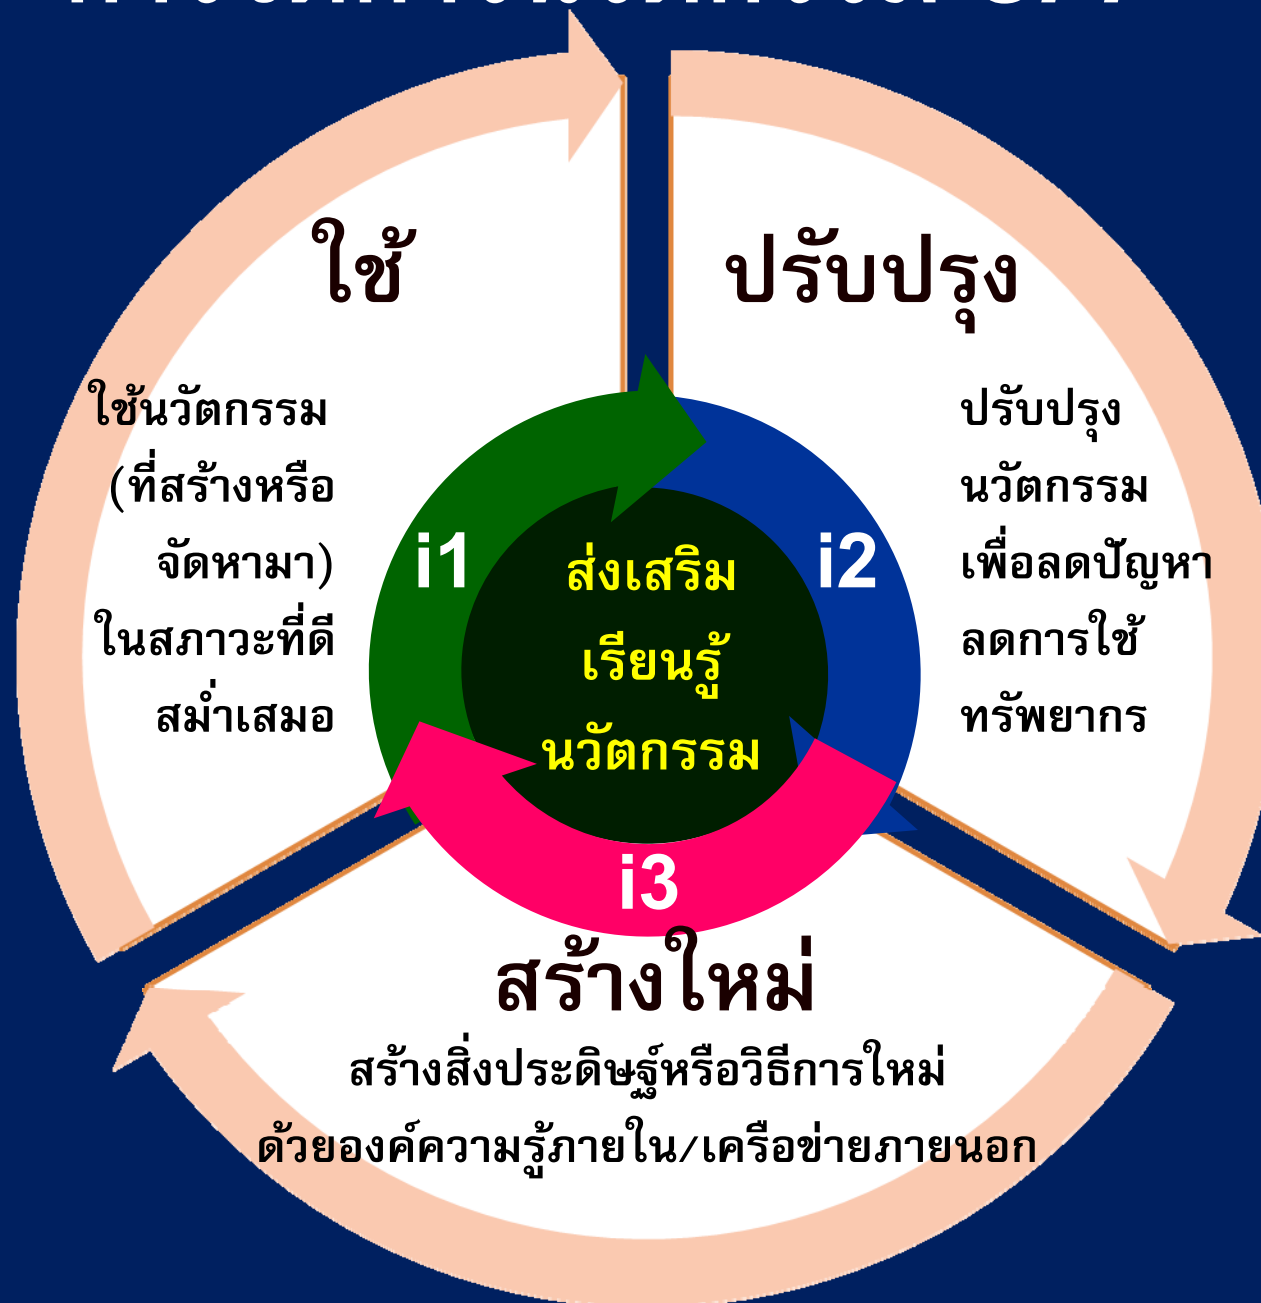 ใช้
ใช้นวัตกรรม
(ที่สร้างหรือ
จัดหามา)
ในสภาวะที่ดี
สม่ำเสมอ
ปรับปรุง
ปรับปรุง
นวัตกรรม
เพื่อลดปัญหา
ลดการใช้
ทรัพยากร
i1
i2
ส่งเสริม
เรียนรู้
นวัตกรรม
i3
สร้างใหม่
สร้างสิ่งประดิษฐ์หรือวิธีการใหม่
ด้วยองค์ความรู้ภายใน/เครือข่ายภายนอก